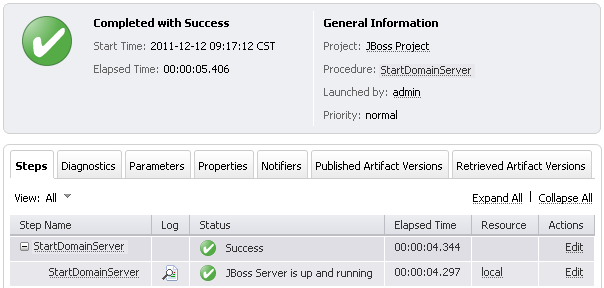 Completed with Success
Start Time: 2011-12-12 09:17:12 CST
Elapsed Time: 00:00:05.406
General Information
Project: JBoss Project
Procedure: StartDomainServer
Launched by: admin
Priority: normal
Steps Diagnostics Parameters Properties Notifiers Published Artifact Versions Retrieved Artifact Versions
View: All Expand All | Collapse All
Step Name Log Status Elapsed Time Resource Actions
StartDomainServer Success 00:00:04.344 Edit
StartDomainServer JBoss Server is up and running 00:00:04.297 local Edit